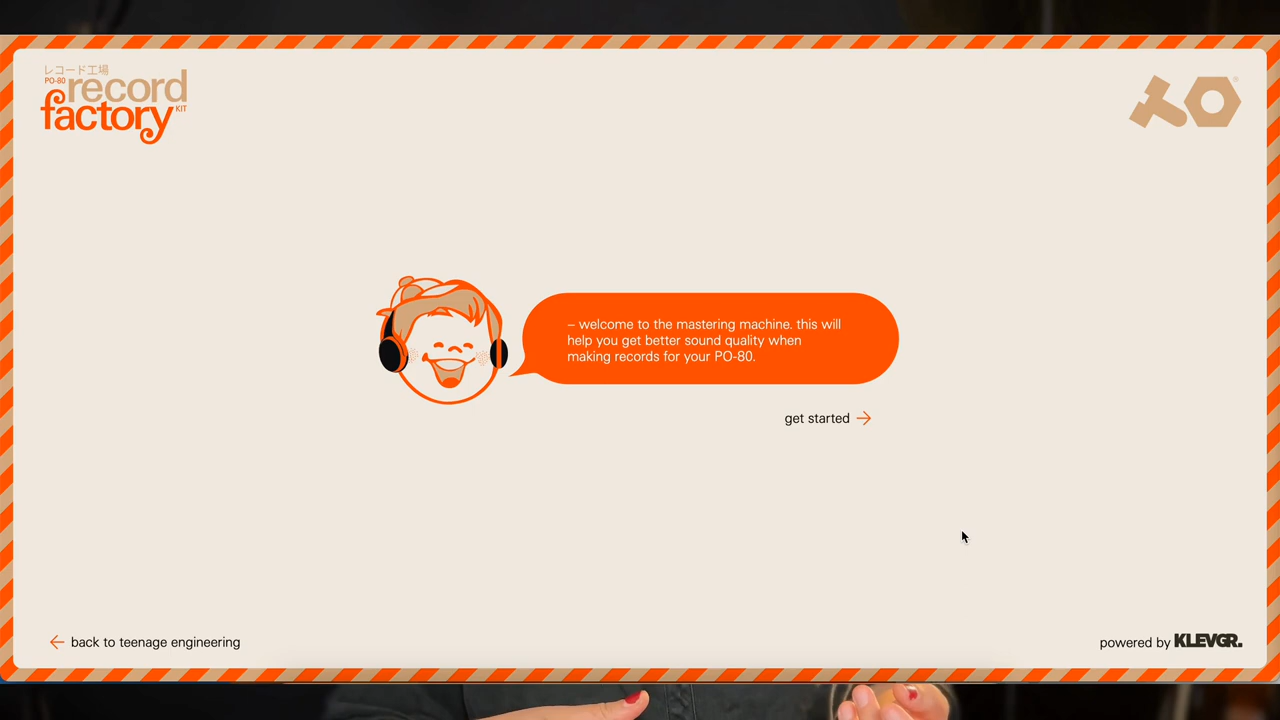 レコード工場
PO-80 record
factory KIT
– welcome to the mastering machine. this will
help you get better sound quality when
making records for your PO-80.
get started
back to teenage engineering
powered by KLEVGR.